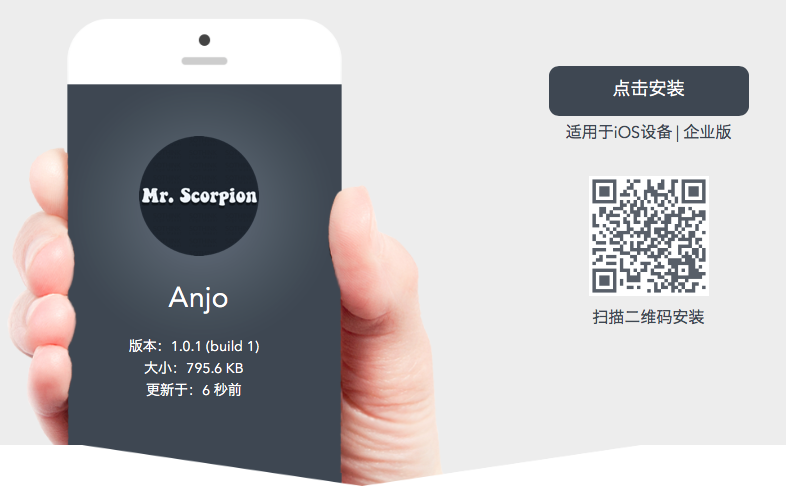 Mr. Scorpion
Anjo
版本：1.0.1 (build 1)
大小：795.6 KB
更新于：6 秒前
点击安装
适用于iOS设备 | 企业版
扫描二维码安装